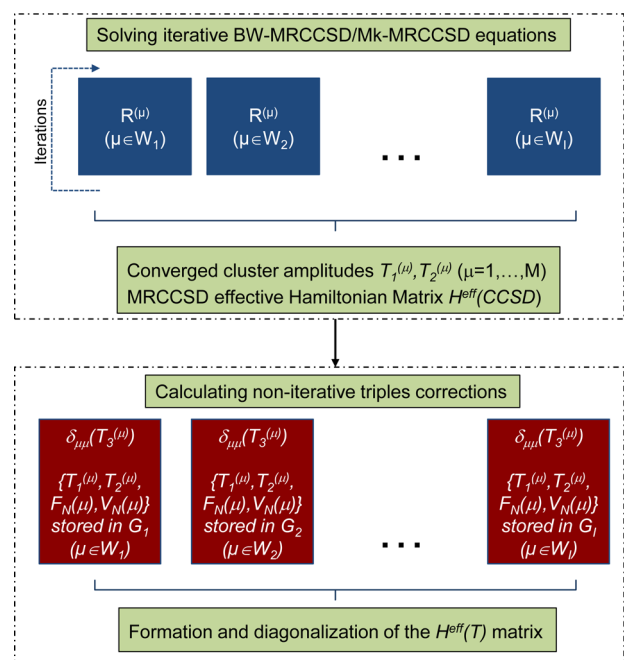 Solving iterative BW-MRCCSD/Mk-MRCCSD equations
Iterations
R(μ)
(μ∈W1)
R(μ)
(μ∈W2)
...
R(μ)
(μ∈WI)
Converged cluster amplitudes T1(μ),T2(μ) (μ=1,...,M)
MRCCSD effective Hamiltonian Matrix Heff(CCSD)
Calculating non-iterative triples corrections
δμμ(T3(μ))
{T1(μ),T2(μ),
FN(μ),VN(μ)}
stored in G1
(μ∈W1)
δμμ(T3(μ))
{T1(μ),T2(μ),
FN(μ),VN(μ)}
stored in G2
(μ∈W2)
...
δμμ(T3(μ))
{T1(μ),T2(μ),
FN(μ),VN(μ)}
stored in GI
(μ∈WI)
Formation and diagonalization of the Heff(T) matrix